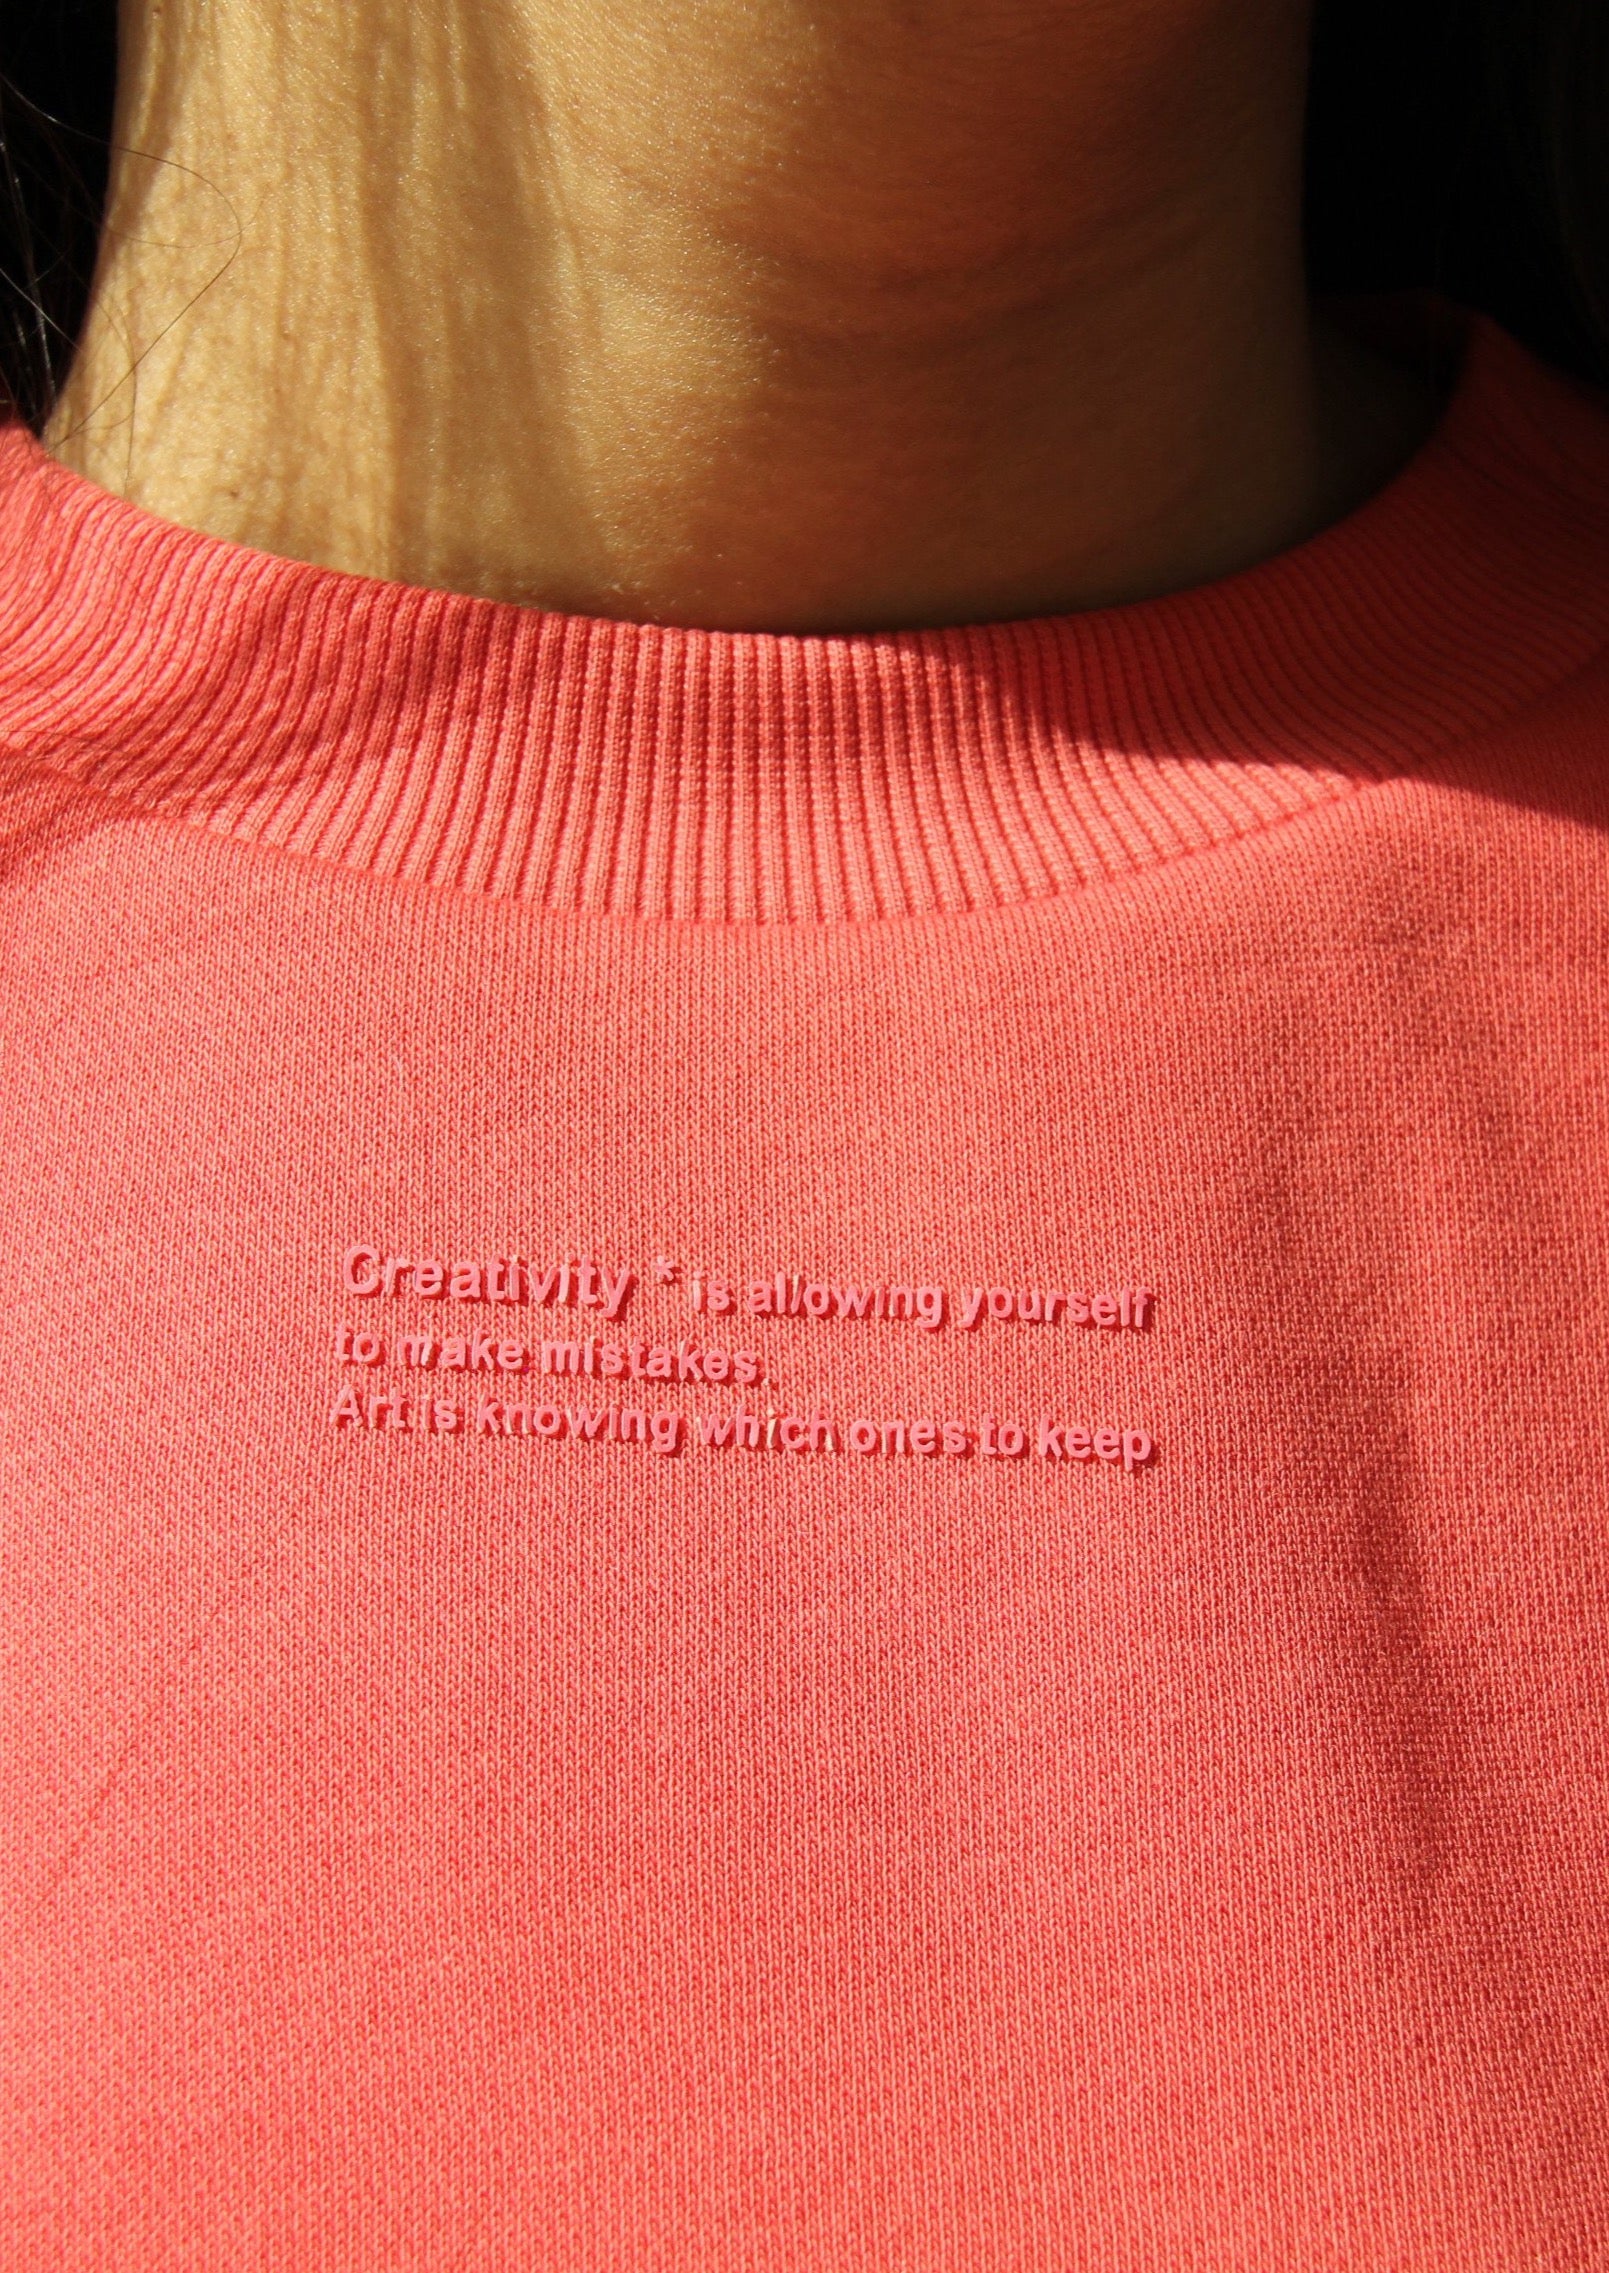 Creativity * is allowing yourself
to make mistakes.
Art is knowing which ones to keep